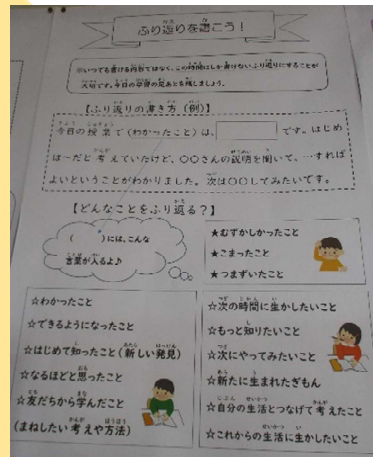 ふり返りを書こう！
※いつでも書ける内容ではなく、この時間にしか書けないふり返りにすることが
大切です。今日の学習の足あとを残しましょう。
【ふり返りの書き方（例）】
今日の授業で（わかったこと）は、　　　です。はじめ
は～だと考えていたけど、〇〇さんの説明を聞いて、～すれば
よいということがわかりました。次は〇〇してみたいです。
【どんなことをふり返る？】
（　　）には、こんな
言葉が入るよ♪
★むずかしかったこと
★こまったこと
★つまずいたこと
☆わかったこと
☆できるようになったこと
☆はじめて知ったこと（新しい発見）
☆なるほどと思ったこと
☆友だちから学んだこと
（まねしたい考えや方法）
☆次の時間に生かしたいこと
☆もっと知りたいこと
☆次にやってみたいこと
☆新たに生まれたぎもん
☆自分の生活とつなげて考えたこと
☆これからの生活に生かしたいこと